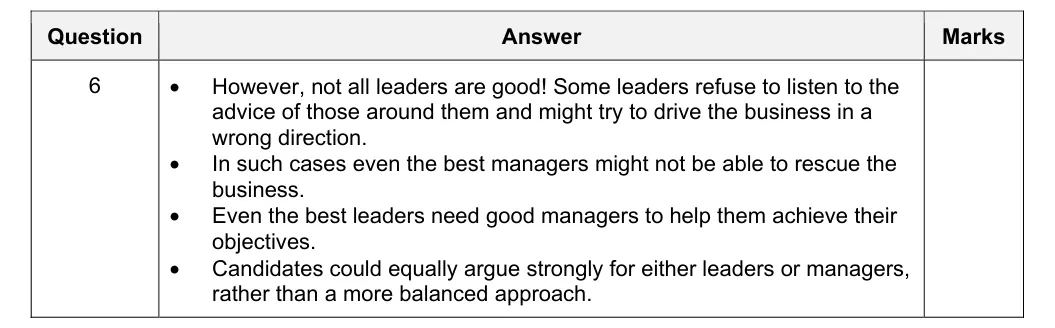 Question Answer Marks
6
• However, not all leaders are good! Some leaders refuse to listen to the
advice of those around them and might try to drive the business in a
wrong direction.
• In such cases even the best managers might not be able to rescue the
business.
• Even the best leaders need good managers to help them achieve their
objectives.
• Candidates could equally argue strongly for either leaders or managers,
rather than a more balanced approach.